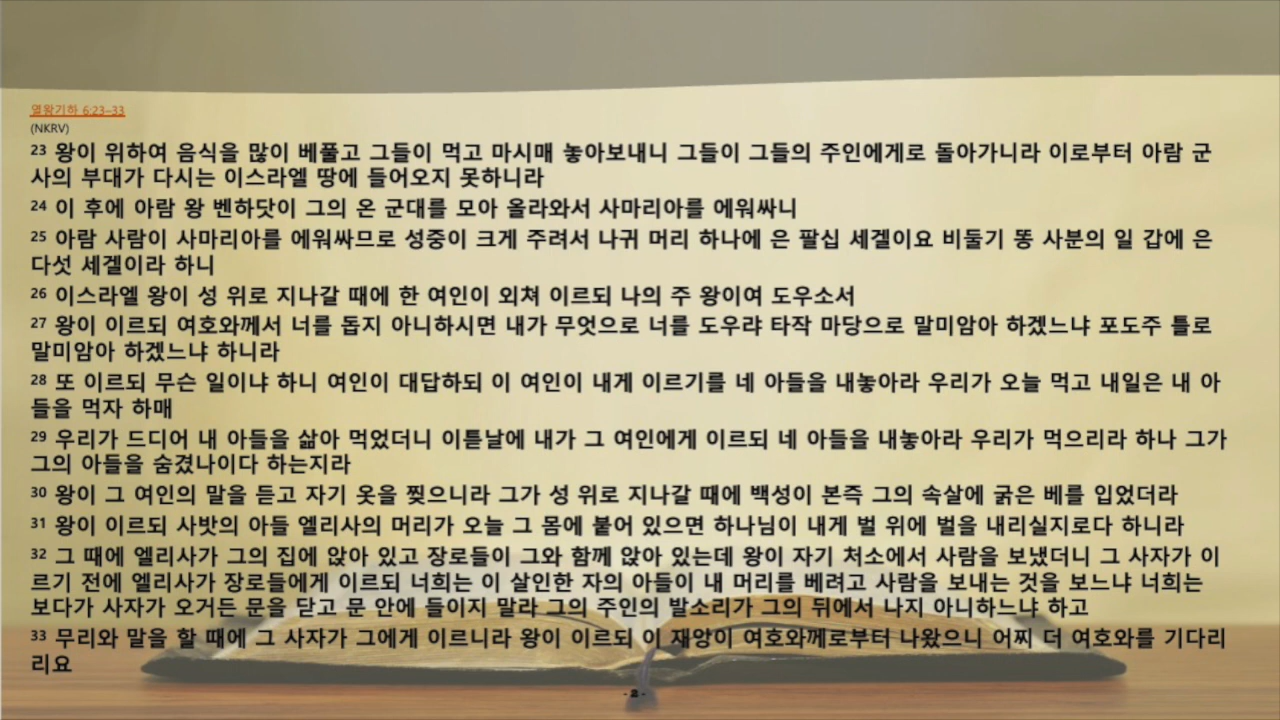 열왕기하 6:23–33
(NKRV)
23 왕이 위하여 음식을 많이 베풀고 그들이 먹고 마시매 놓아보내니 그들이 그들의 주인에게로 돌아가니라 이로부터 아람 군
사의 부대가 다시는 이스라엘 땅에 들어오지 못하니라
24 이 후에 아람 왕 벤하닷이 그의 온 군대를 모아 올라와서 사마리아를 에워싸니
25 아람 사람이 사마리아를 에워싸므로 성중이 크게 주려서 나귀 머리 하나에 은 팔십 세겔이요 비둘기 똥 사분의 일 갑에 은
다섯 세겔이라 하니
26 이스라엘 왕이 성 위로 지나갈 때에 한 여인이 외쳐 이르되 나의 주 왕이여 도우소서
27 왕이 이르되 여호와께서 너를 돕지 아니하시면 내가 무엇으로 너를 도우랴 타작 마당으로 말미암아 하겠느냐 포도주 틀로
말미암아 하겠느냐 하니라
28 또 이르되 무슨 일이냐 하니 여인이 대답하되 이 여인이 내게 이르기를 네 아들을 내놓아라 우리가 오늘 먹고 내일은 내 아
들을 먹자 하매
29 우리가 드디어 내 아들을 삶아 먹었더니 이튿날에 내가 그 여인에게 이르되 네 아들을 내놓아라 우리가 먹으리라 하나 그가
그의 아들을 숨겼나이다 하는지라
30 왕이 그 여인의 말을 듣고 자기 옷을 찢으니라 그가 성 위로 지나갈 때에 백성이 본즉 그의 속살에 굵은 베를 입었더라
31 왕이 이르되 사밧의 아들 엘리사의 머리가 오늘 그 몸에 붙어 있으면 하나님이 내게 벌 위에 벌을 내리실지로다 하니라
32 그 때에 엘리사가 그의 집에 앉아 있고 장로들이 그와 함께 앉아 있는데 왕이 자기 처소에서 사람을 보냈더니 그 사자가 이
르기 전에 엘리사가 장로들에게 이르되 너희는 이 살인한 자의 아들이 내 머리를 베려고 사람을 보내는 것을 보느냐 너희는
보다가 사자가 오거든 문을 닫고 문 안에 들이지 말라 그의 주인의 발소리가 그의 뒤에서 나지 아니하느냐 하고
33 무리와 말을 할 때에 그 사자가 그에게 이르니라 왕이 이르되 이 재앙이 여호와께로부터 나왔으니 어찌 더 여호와를 기다리
리요
- 2 -